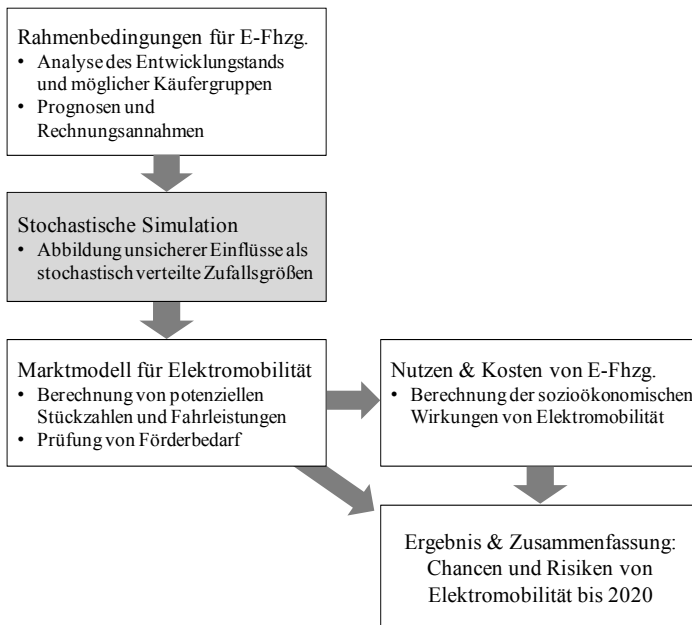 Rahmenbedingungen für E-Fhzg.
• Analyse des Entwicklungstands
und möglicher Käufergruppen
• Prognosen und
Rechnungsannahmen
Stochastische Simulation
• Abbildung unsicherer Einflüsse als
stochastisch verteilte Zufallsgrößen
Marktmodell für Elektromobilität
• Berechnung von potenziellen
Stückzahlen und Fahrleistungen
• Prüfung von Förderbedarf
Nutzen & Kosten von E-Fhzg.
• Berechnung der sozioökonomischen
Wirkungen von Elektromobilität
Ergebnis & Zusammenfassung:
Chancen und Risiken von
Elektromobilität bis 2020